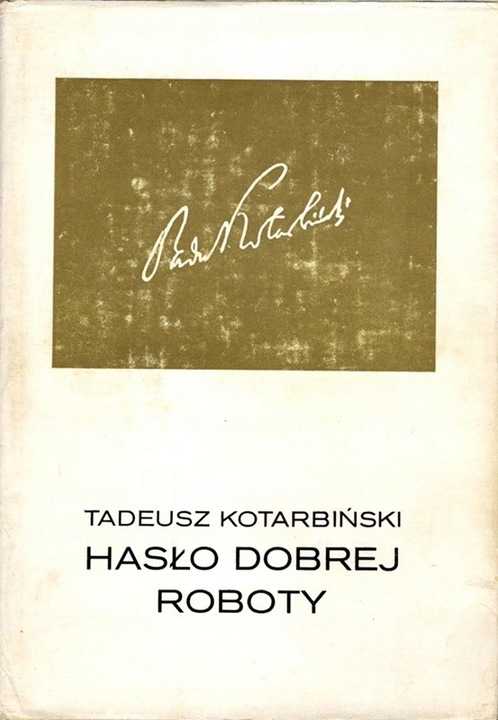 Tadeusz Kotarbiński
TADEUSZ KOTARBIŃSKI
HASŁO DOBREJ
ROBOTY